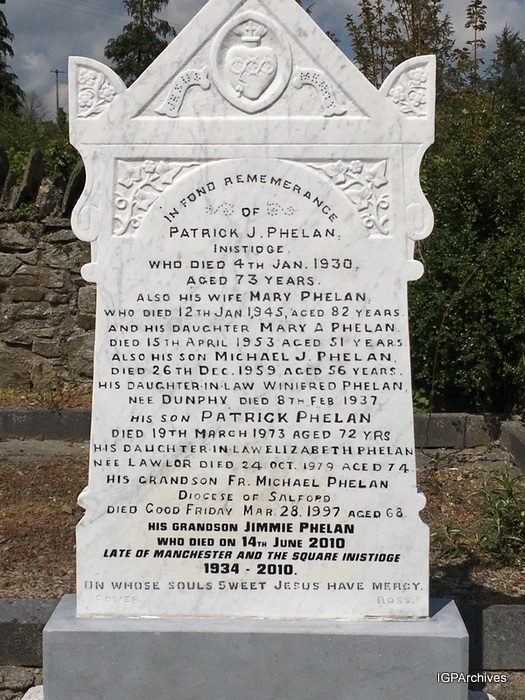 IN FOND REMEMERANCE
OF
PATRICK J. PHELAN,
INISTIOGE.
WHO DIED 4TH JAN. 1930,
AGED 73 YEARS.
ALSO HIS WIFE MARY PHELAN,
WHO DIED 12TH JAN 1945, AGED 82 YEARS.
AND HIS DAUGHTER MARY A PHELAN.
DIED 15TH APRIL 1953 AGED 51 YEARS.
ALSO HIS SON MICHAEL J. PHELAN,
DIED 26TH DEC. 1959, AGED 56 YEARS.
HIS DAUGHTER-IN-LAW WINIFRED PHELAN,
NEE DUNPHY DIED 8TH FEB 1937.
HIS SON PATRICK PHELAN
DIED 19TH MARCH 1973 AGED 72 YRS
HIS DAUGHTER-IN-LAW ELIZABETH PHELAN
NEE LAWLOR DIED 24 OCT. 1979 AGED 74
HIS GRANDSON FR. MICHAEL PHELAN
DIOCESE OF SALFORD
DIED GOOD FRIDAY MAR. 28. 1997 AGED 68
HIS GRANDSON JIMMIE PHELAN
WHO DIED ON 14TH JUNE 2010
LATE OF MANCHESTER AND THE SQUARE INISTIOGE
1934 - 2010.
ON WHOSE SOULS SWEET JESUS HAVE MERCY.
ROSS.
IGPArchives